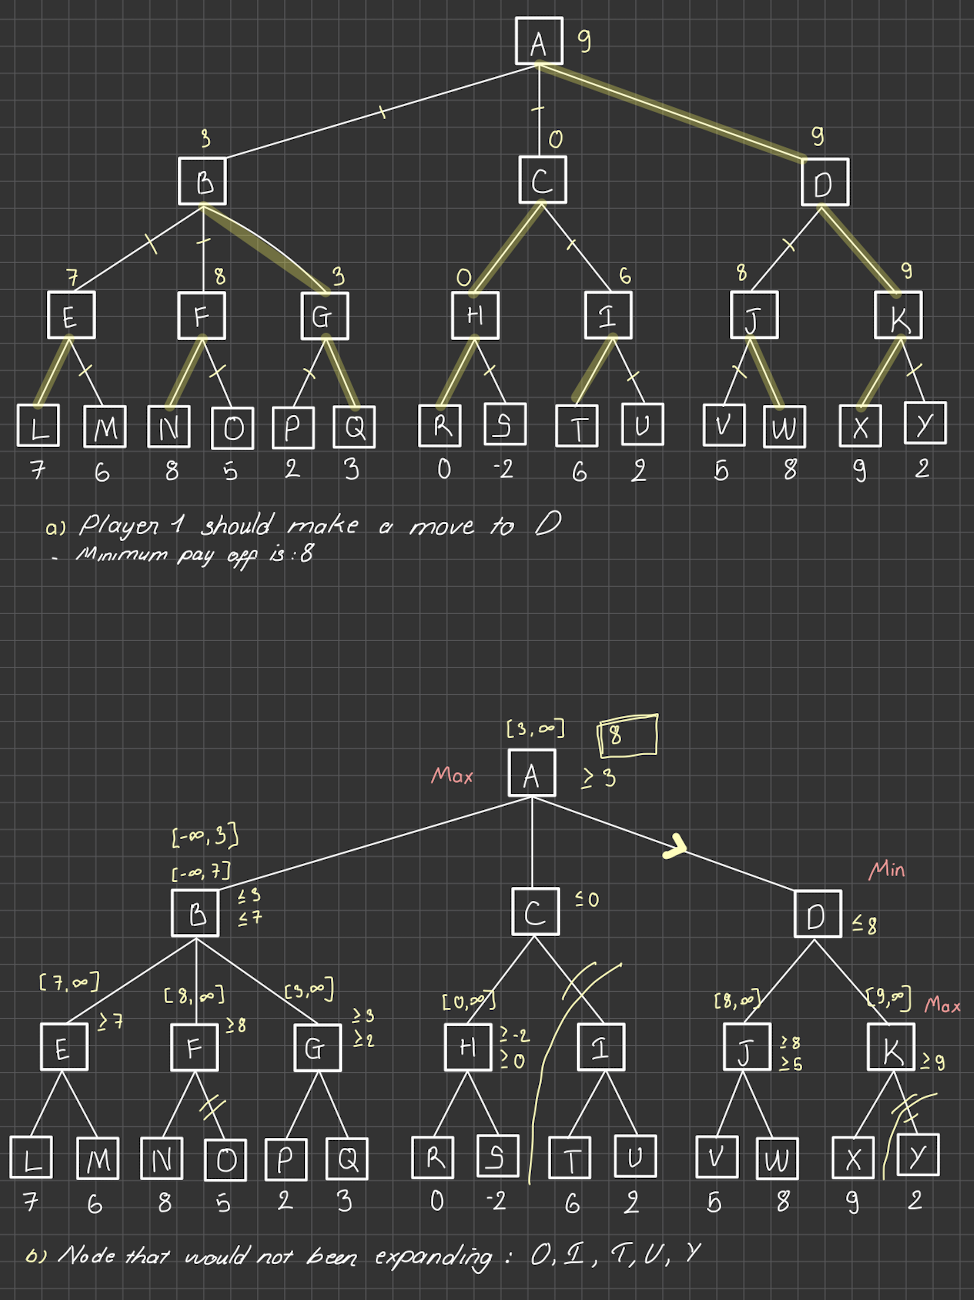 A 9
3 0 9
B C D
7 8 3 0 6 8 9
E F G H I J K
L M N O P Q R S T U V W X Y
7 6 8 5 2 3 0 -2 6 2 5 8 9 2
a) Player 1 should make a move to D
- Minimum pay off is: 8
[3, ∞] 8
Max A ≥ 3
[-∞, 3]
[-∞, 7] Min
B ≤ 3 C ≤ 0 D ≤ 8
≤ 7
[7, ∞] [8, ∞] [3, ∞] [0, ∞] [8, ∞] [9, ∞] Max
E ≥ 7 F ≥ 8 G ≥ 3 H ≥ -2 I J ≥ 8 K ≥ 9
≥ 2 ≥ 0 ≥ 5
L M N O P Q R S T U V W X Y
7 6 8 5 2 3 0 -2 6 2 5 8 9 2
b) Node that would not been expanding : O, I, T, U, Y